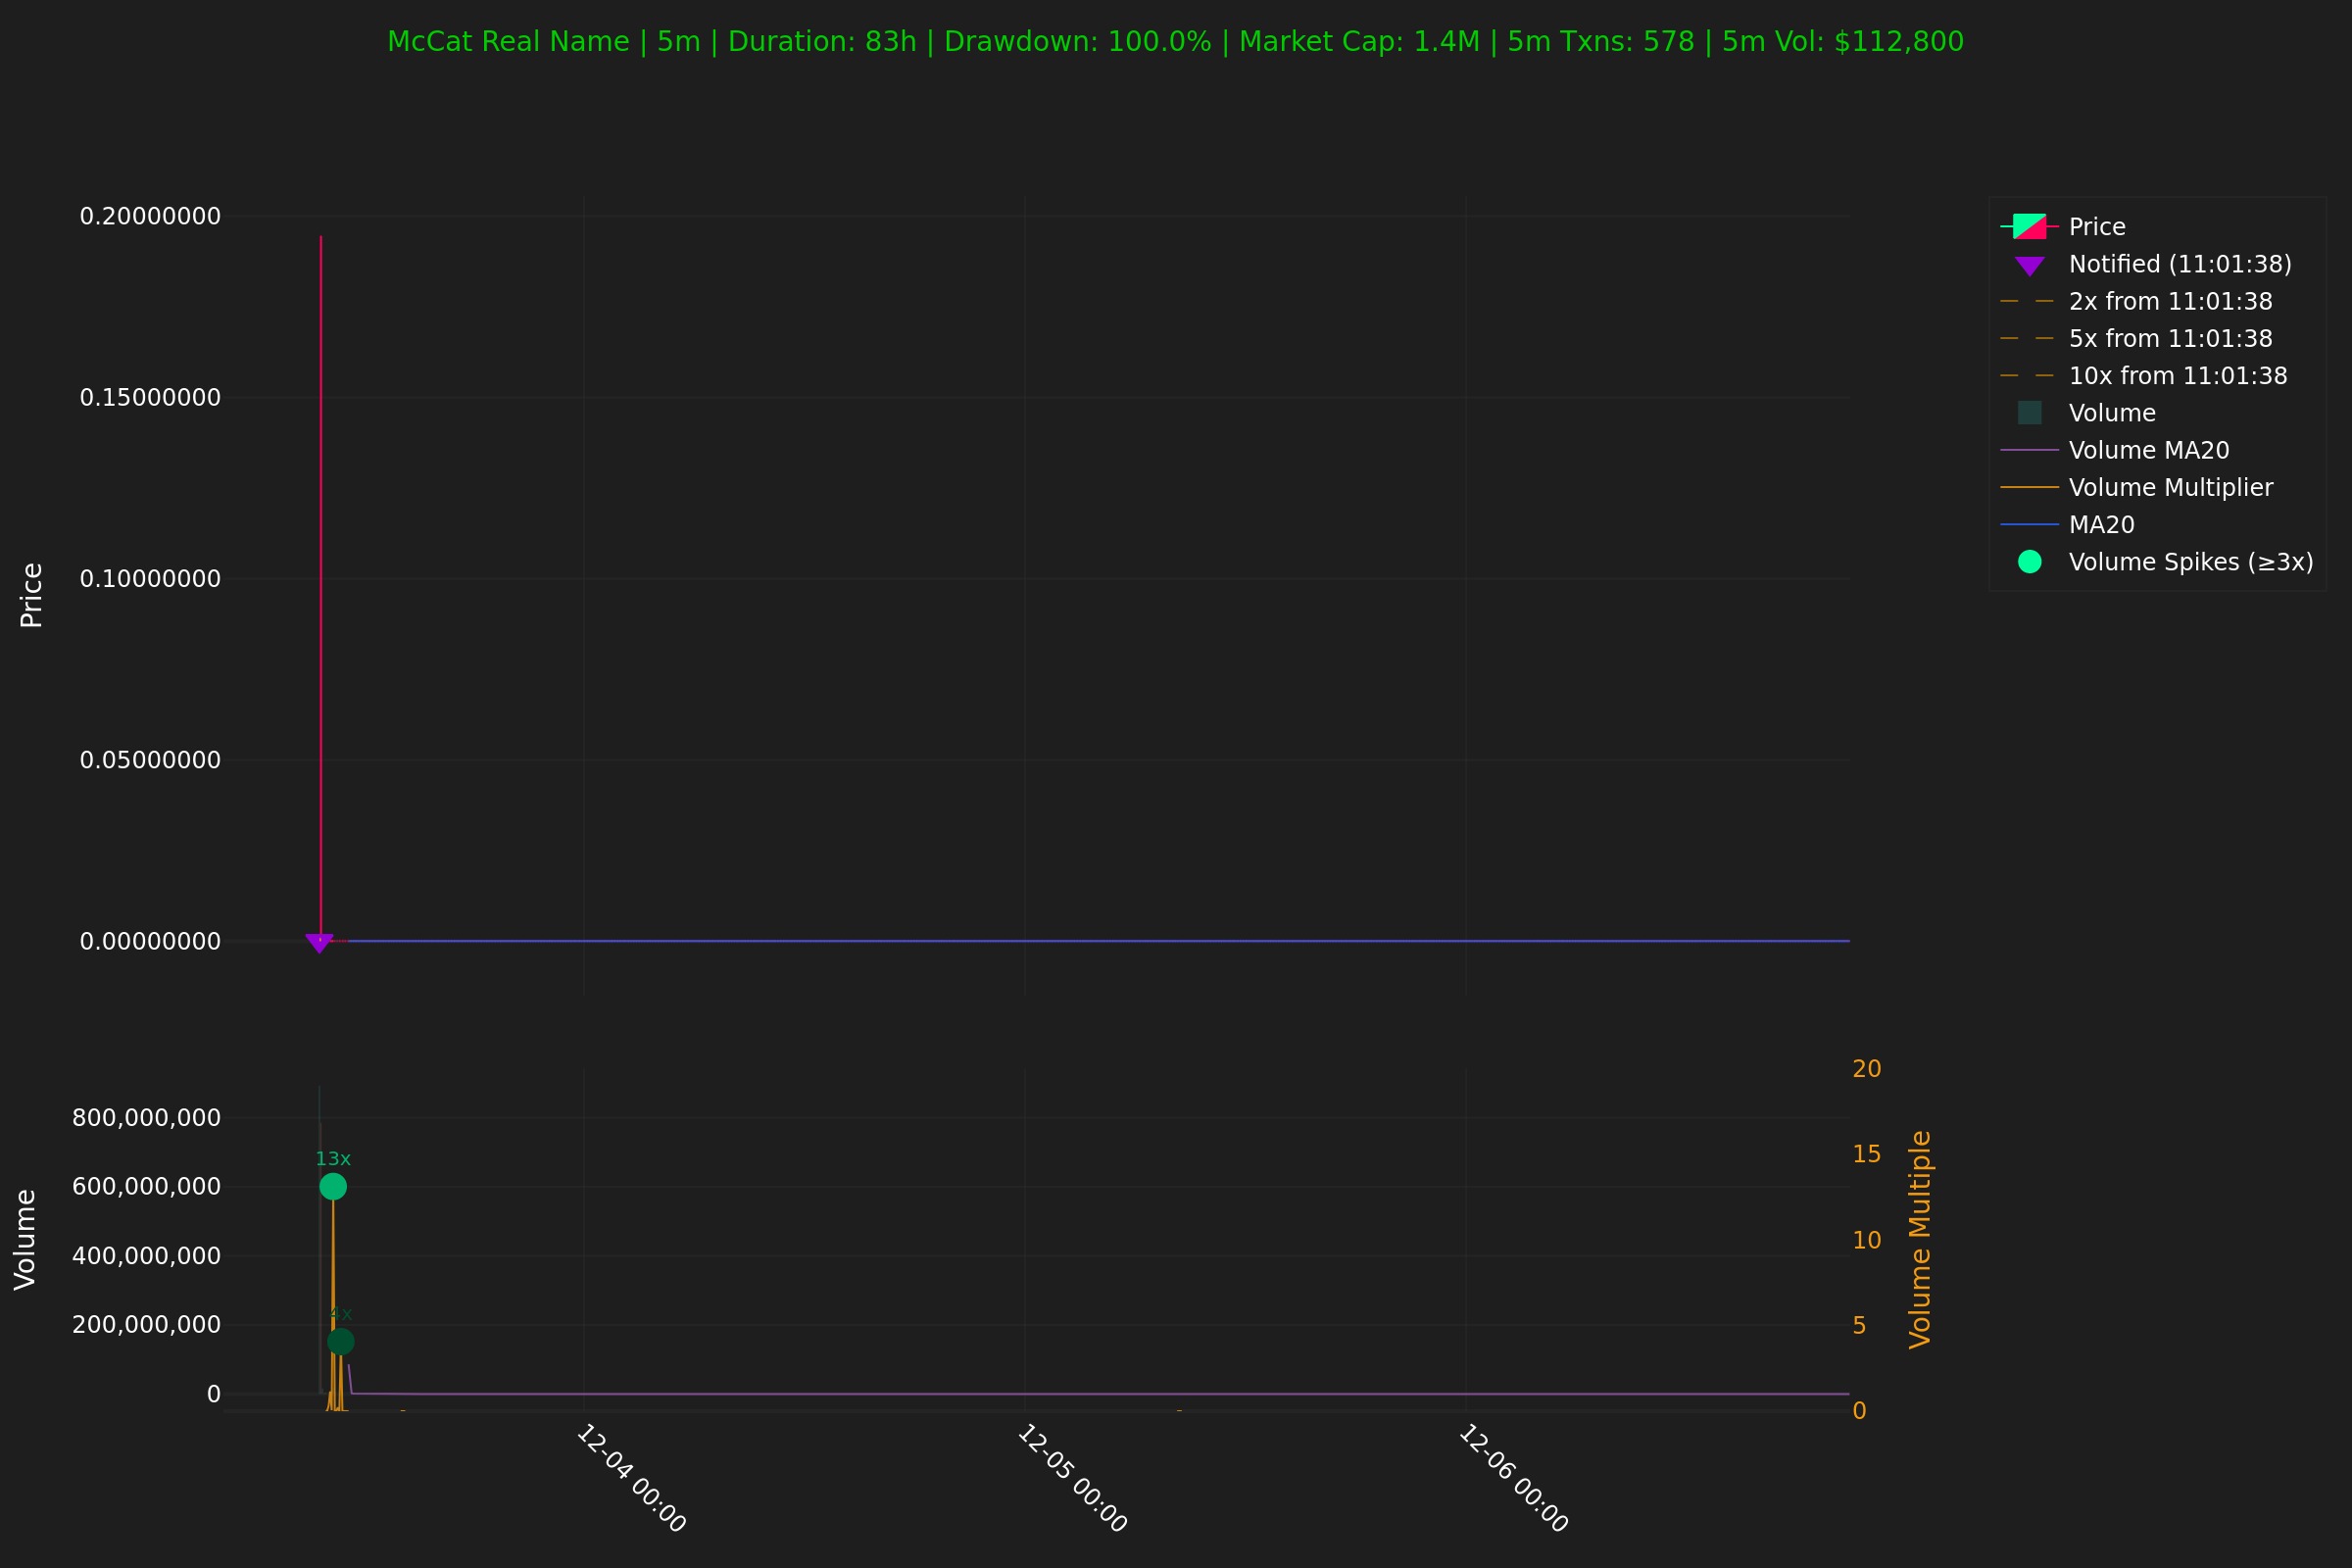 McCat Real Name | 5m | Duration: 83h | Drawdown: 100.0% | Market Cap: 1.4M | 5m Txns: 578 | 5m Vol: $112,800
Price
0.20000000
0.15000000
0.10000000
0.05000000
0.00000000
Price
Notified (11:01:38)
2x from 11:01:38
5x from 11:01:38
10x from 11:01:38
Volume
Volume MA20
Volume Multiplier
MA20
Volume Spikes (≥3x)
Volume
800,000,000
600,000,000
400,000,000
200,000,000
0
13x
4x
20
15
10
5
0
Volume Multiple
12-04 00:00
12-05 00:00
12-06 00:00